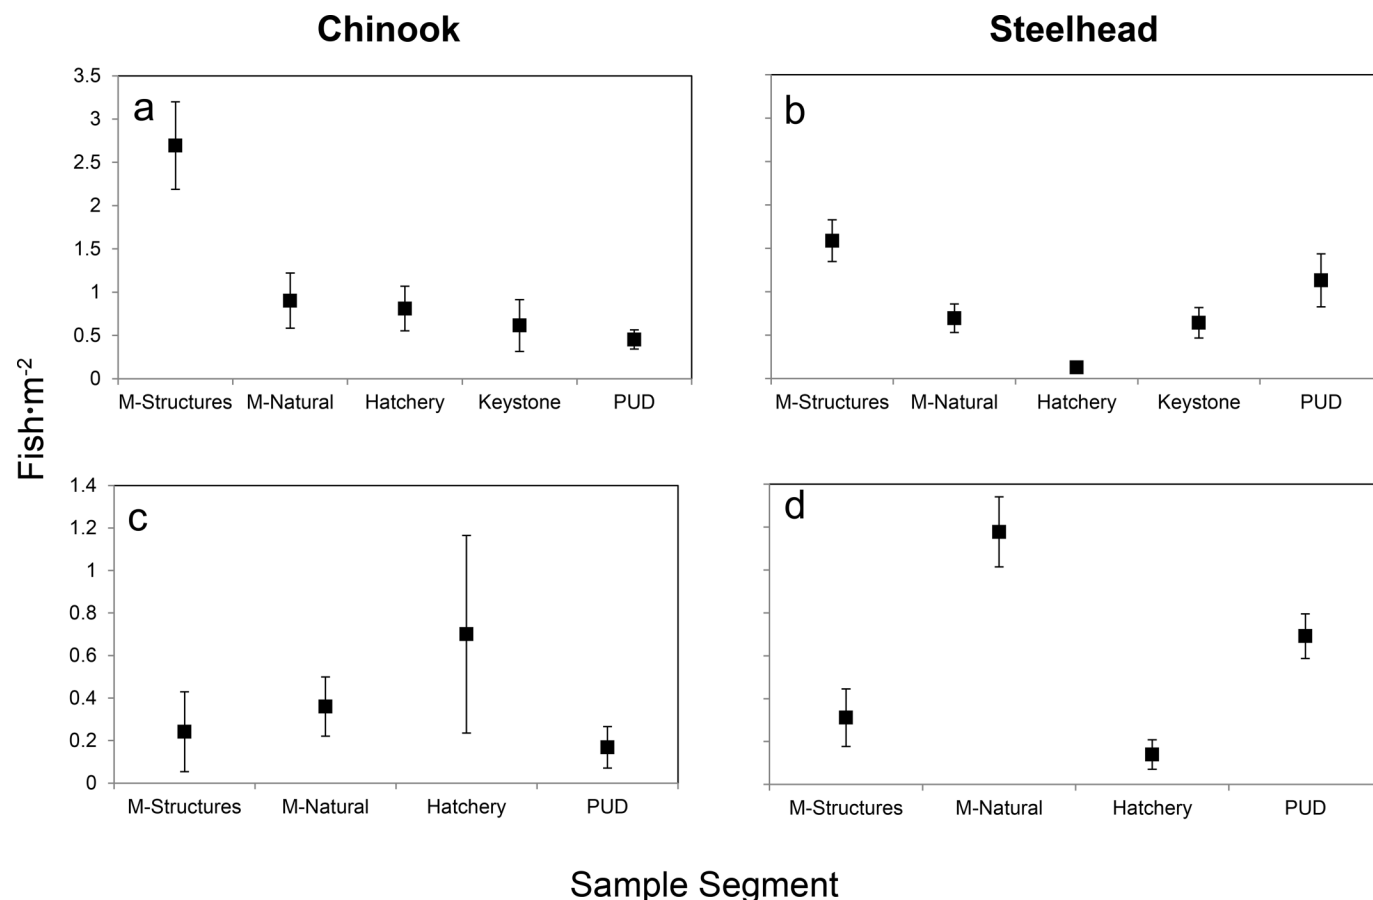 Chinook
Steelhead
3.5
3
2.5
2
1.5
1
0.5
0
a
M-Structures M-Natural Hatchery Keystone PUD
b
M-Structures M-Natural Hatchery Keystone PUD
Fish·m⁻²
1.4
1.2
1
0.8
0.6
0.4
0.2
0
c
M-Structures M-Natural Hatchery PUD
d
M-Structures M-Natural Hatchery PUD
Sample Segment